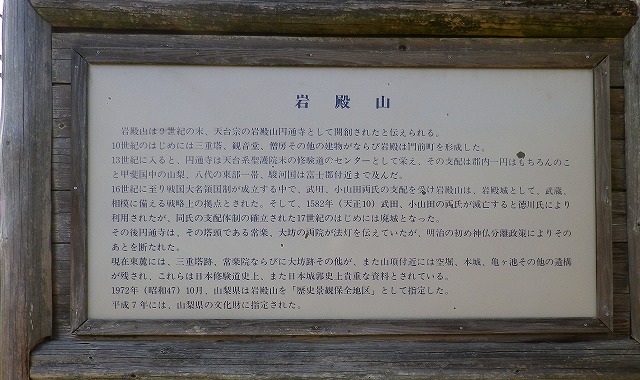 岩殿山
岩殿山は9世紀の末、天台宗の岩殿山円通寺として開創されたと伝えられる。
10世紀のはじめには三重塔、観音堂、僧房その他の建物がならび岩殿は門前町を形成した。
13世紀に入ると、円通寺は天台系聖護院末の修験道のセンターとして栄え、その支配は郡内一円はもちろんのこ
と甲斐国中の山梨、八代の東部一帯、駿河国は富士郡付近まで及んだ。
16世紀に至り戦国大名領国制が成立する中で、武田、小山田両氏の支配を受け岩殿山は、岩殿城として、武蔵、
相模に備える戦略上の拠点とされた。そして、1582年（天正10）武田、小山田の両氏が滅亡すると徳川氏により
利用されたが、同氏の支配体制の確立された17世紀のはじめには廃城となった。
その後円通寺は、その塔頭である常楽、大坊の両院が法灯を伝えていたが、明治の初め神仏分離政策によりその
あとを断たれた。
現在東麓には、三重塔跡、常楽院ならびに大坊跡その他が、また山頂付近には空堀、本城、亀ヶ池その他の遺構
が残され、これらは日本修験道史上、また日本城郭史上貴重な資料とされている。
1972年（昭和47）10月、山梨県は岩殿山を「歴史景観保全地区」として指定した。
平成7年には、山梨県の文化財に指定された。